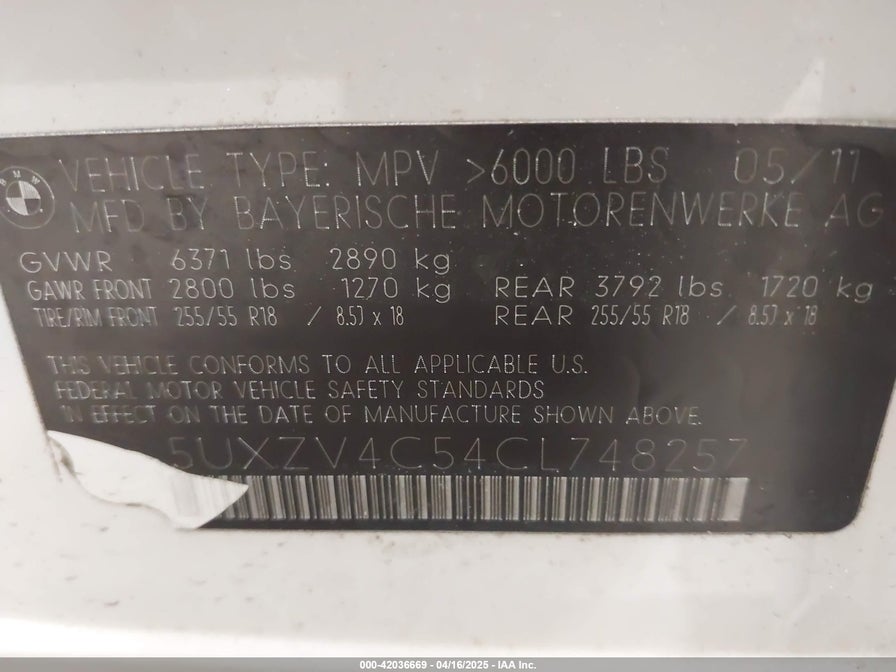 BMW
VEHICLE TYPE: MPV >6000 LBS 05/11
MFD BY BAYERISCHE MOTORENWERKE AG
GVWR 6371 lbs 2890 kg
GAWR FRONT 2800 lbs 1270 kg REAR 3792 lbs 1720 kg
TIRE/RIM FRONT 255/55 R18 / 8.5J x 18 REAR 255/55 R18 / 8.5J x 18
THIS VEHICLE CONFORMS TO ALL APPLICABLE U.S.
FEDERAL MOTOR VEHICLE SAFETY STANDARDS
IN EFFECT ON THE DATE OF MANUFACTURE SHOWN ABOVE.
5UXZV4C54CL748257
000-42036669 - 04/16/2025 - IAA Inc.